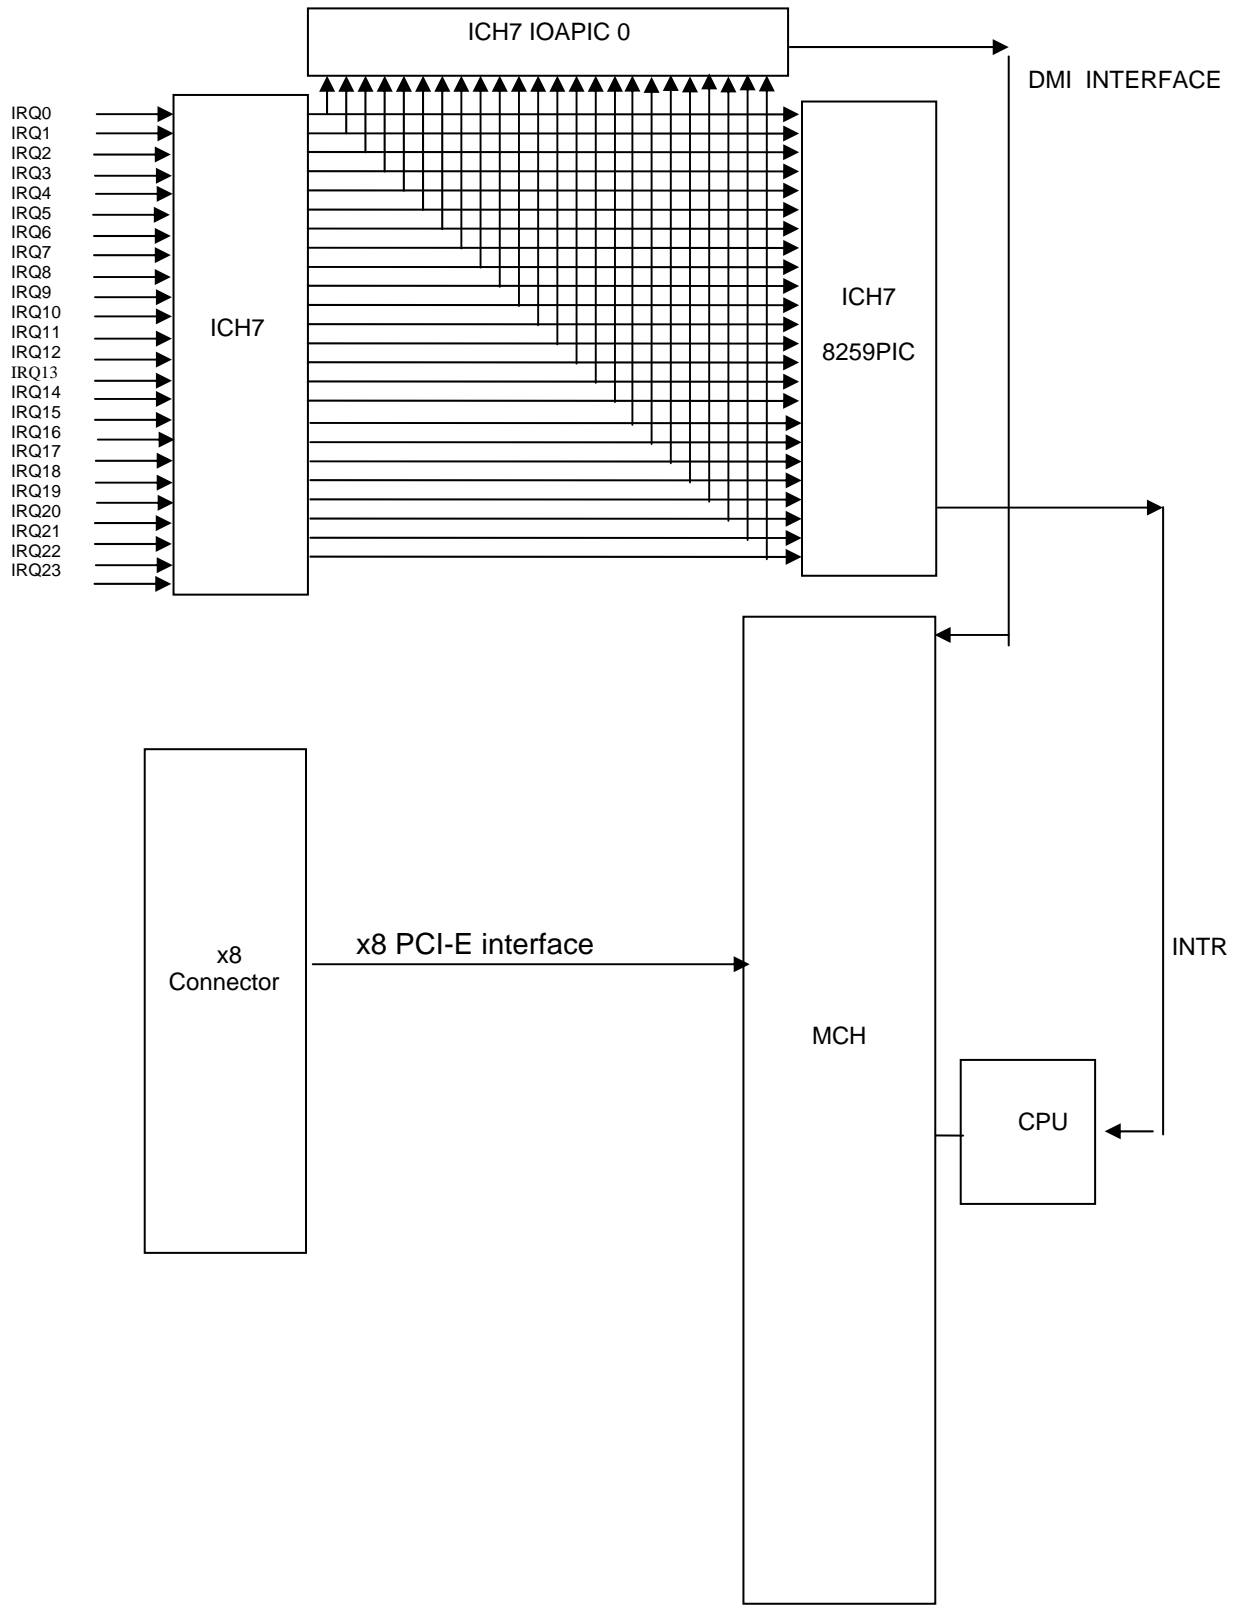 ICH7 IOAPIC 0
DMI INTERFACE
IRQ0
IRQ1
IRQ2
IRQ3
IRQ4
IRQ5
IRQ6
IRQ7
IRQ8
IRQ9
IRQ10
IRQ11
IRQ12
IRQ13
IRQ14
IRQ15
IRQ16
IRQ17
IRQ18
IRQ19
IRQ20
IRQ21
IRQ22
IRQ23
ICH7
ICH7
8259PIC
x8
Connector
x8 PCI-E interface
MCH
INTR
CPU